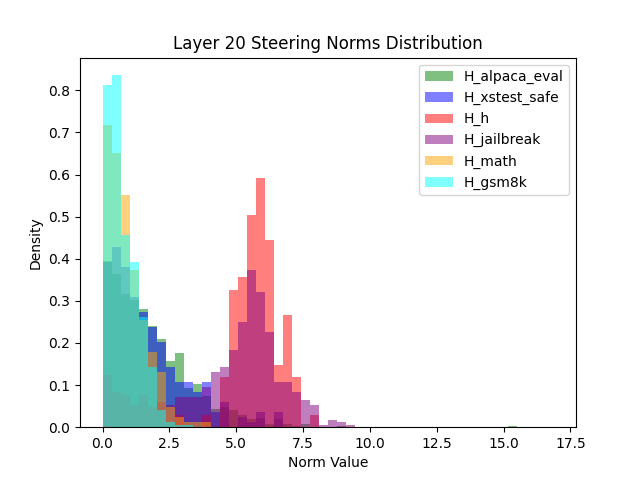 Layer 20 Steering Norms Distribution
H_alpaca_eval
H_xstest_safe
H_h
H_jailbreak
H_math
H_gsm8k
Density
0.8
0.7
0.6
0.5
0.4
0.3
0.2
0.1
0.0
0.0 2.5 5.0 7.5 10.0 12.5 15.0 17.5
Norm Value